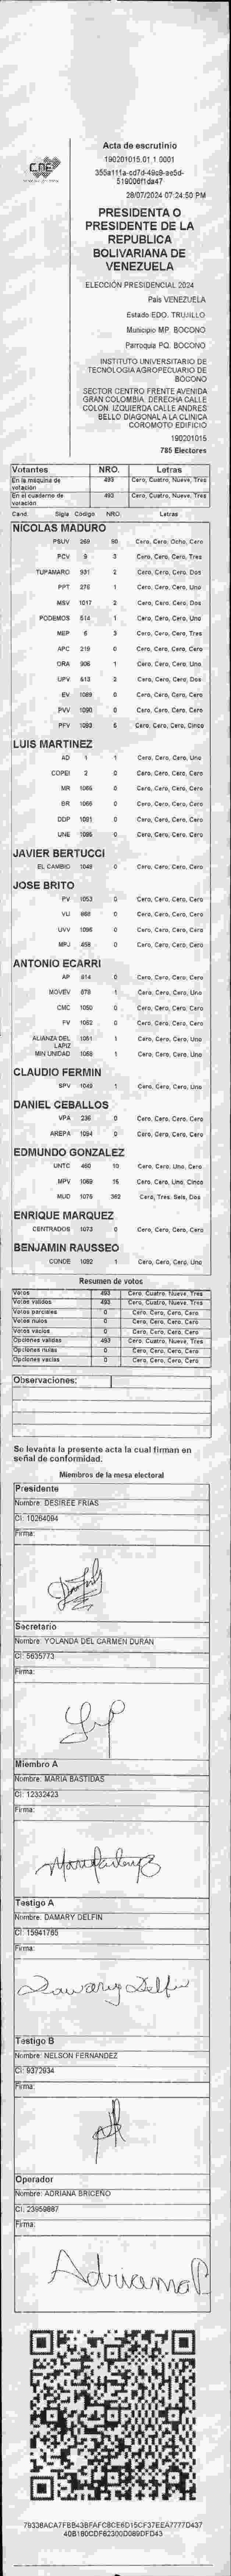 CNE
Acta de escrutinio
190201015.01.1.0001
519006f1da47
28/07/2024 07:24:50 PM
PRESIDENTA O
PRESIDENTE DE LA
REPUBLICA
BOLIVARIANA DE
VENEZUELA
ELECCIÓN PRESIDENCIAL 2024
País VENEZUELA
Estado EDO. TRUJILLO
Municipio MP. BOCONO
Parroquia PQ. BOCONO
INSTITUTO UNIVERSITARIO DE
TECNOLOGIA AGROPECUARIO DE
BOCONO
SECTOR CENTRO FRENTE AVENIDA
GRAN COLOMBIA. DERECHA CALLE
COLON. IZQUIERDA CALLE ANDRES
BELLO DIAGONAL A LA CLINICA
COROMOTO EDIFICIO
190201015
785 Electores
Votantes NRO. Letras
En la máquina de votación 493 Cero, Cuatro, Nueve, Tres
En el cuaderno de votación 493 Cero, Cuatro, Nueve, Tres
Cand. Sigla Código NRO. Letras
NICOLAS MADURO
PSUV 269 80 Cero, Cero, Ocho, Cero
PCV 9 3 Cero, Cero, Cero, Tres
TUPAMARO 931 2 Cero, Cero, Cero, Dos
PPT 276 1 Cero, Cero, Cero, Uno
MSV 1017 2 Cero, Cero, Cero, Dos
PODEMOS 514 1 Cero, Cero, Cero, Uno
MEP 6 3 Cero, Cero, Cero, Tres
APC 219 0 Cero, Cero, Cero, Cero
ORA 906 1 Cero, Cero, Cero, Uno
UPV 613 2 Cero, Cero, Cero, Dos
EV 1089 0 Cero, Cero, Cero, Cero
PVV 1090 0 Cero, Cero, Cero, Cero
PFV 1093 5 Cero, Cero, Cero, Cinco
LUIS MARTINEZ
AD 1 1 Cero, Cero, Cero, Uno
COPEI 2 0 Cero, Cero, Cero, Cero
MR 1065 0 Cero, Cero, Cero, Cero
BR 1066 0 Cero, Cero, Cero, Cero
DDP 1091 0 Cero, Cero, Cero, Cero
UNE 1095 0 Cero, Cero, Cero, Cero
JAVIER BERTUCCI
EL CAMBIO 1048 0 Cero, Cero, Cero, Cero
JOSE BRITO
PV 1053 0 Cero, Cero, Cero, Cero
VU 868 0 Cero, Cero, Cero, Cero
UVV 1096 0 Cero, Cero, Cero, Cero
MPJ 458 0 Cero, Cero, Cero, Cero
ANTONIO ECARRI
AP 814 0 Cero, Cero, Cero, Cero
MOVEV 879 1 Cero, Cero, Cero, Uno
CMC 1050 0 Cero, Cero, Cero, Cero
FV 1052 0 Cero, Cero, Cero, Cero
ALIANZA DEL LAPIZ 1051 1 Cero, Cero, Cero, Uno
MIN UNIDAD 1058 1 Cero, Cero, Cero, Uno
CLAUDIO FERMIN
SPV 1049 1 Cero, Cero, Cero, Uno
DANIEL CEBALLOS
VPA 236 0 Cero, Cero, Cero, Cero
AREPA 1094 0 Cero, Cero, Cero, Cero
EDMUNDO GONZALEZ
UNTC 460 10 Cero, Cero, Uno, Cero
MPV 1069 15 Cero, Cero, Uno, Cinco
MUD 1075 362 Cero, Tres, Seis, Dos
ENRIQUE MARQUEZ
CENTRADOS 1073 0 Cero, Cero, Cero, Cero
BENJAMIN RAUSSEO
CONDE 1092 1 Cero, Cero, Cero, Uno
Resumen de votos
Votos 493 Cero, Cuatro, Nueve, Tres
Votos válidos 493 Cero, Cuatro, Nueve, Tres
Votos parciales 0 Cero, Cero, Cero, Cero
Votos nulos 0 Cero, Cero, Cero, Cero
Votos vacíos 0 Cero, Cero, Cero, Cero
Opciones válidas 493 Cero, Cuatro, Nueve, Tres
Opciones nulas 0 Cero, Cero, Cero, Cero
Opciones vacías 0 Cero, Cero, Cero, Cero
Observaciones:
Se levanta la presente acta la cual firman en
señal de conformidad.
Miembros de la mesa electoral
Presidente
Nombre: DESIREE FRIAS
CI: 10264094
Firma:
Secretario
Nombre: YOLANDA DEL CARMEN DURAN
CI: 5635773
Firma:
Miembro A
Nombre: MARIA BASTIDAS
CI: 12332423
Firma:
Testigo A
Nombre: DAMARY DELFIN
CI: 15941765
Firma:
Damary Delfin
Testigo B
Nombre: NELSON FERNANDEZ
CI: 9372934
Firma:
Operador
Nombre: ADRIANA BRICEÑO
CI: 23959887
Firma: